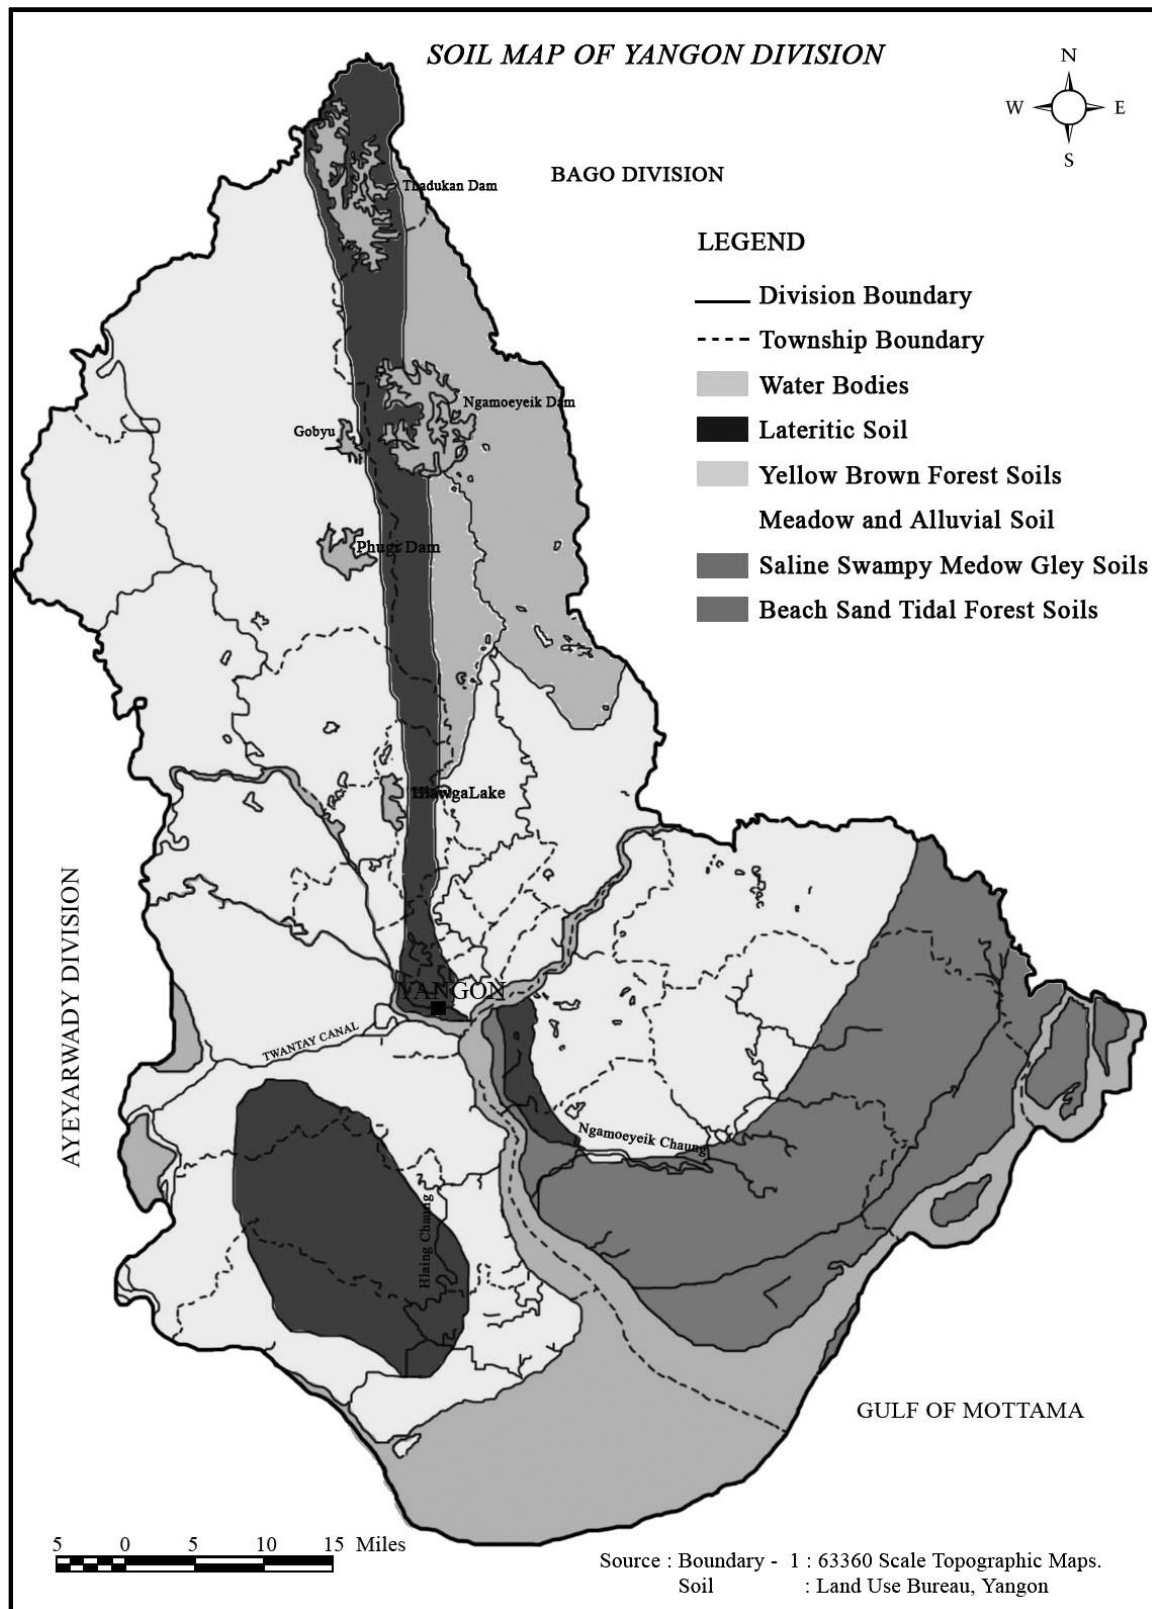 SOIL MAP OF YANGON DIVISION
N
W E
S
BAGO DIVISION
Thadukan Dam
LEGEND
Division Boundary
Township Boundary
Water Bodies
Lateritic Soil
Yellow Brown Forest Soils
Meadow and Alluvial Soil
Saline Swampy Medow Gley Soils
Beach Sand Tidal Forest Soils
Ngamoeyeik Dam
Gobyu
Phugi Dam
HlawgaLake
AYEYARWADY DIVISION
YANGON
TWANTAY CANAL
Ngamoeyeik Chaung
Hlaing Chaung
GULF OF MOTTAMA
5 0 5 10 15 Miles
Source : Boundary - 1 : 63360 Scale Topographic Maps.
Soil : Land Use Bureau, Yangon